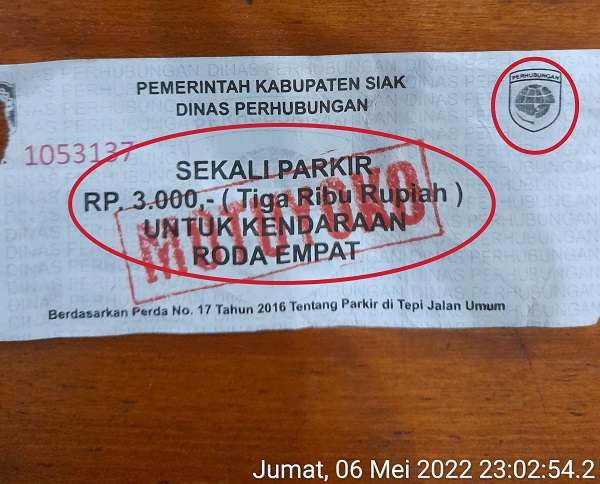 PEMERINTAH KABUPATEN SIAK
DINAS PERHUBUNGAN
PERHUBUNGAN
1053137
SEKALI PARKIR
RP. 3.000,- ( Tiga Ribu Rupiah )
UNTUK KENDARAAN
RODA EMPAT
MOTUYOKO
Berdasarkan Perda No. 17 Tahun 2016 Tentang Parkir di Tepi Jalan Umum
Jumat, 06 Mei 2022 23:02:54.2